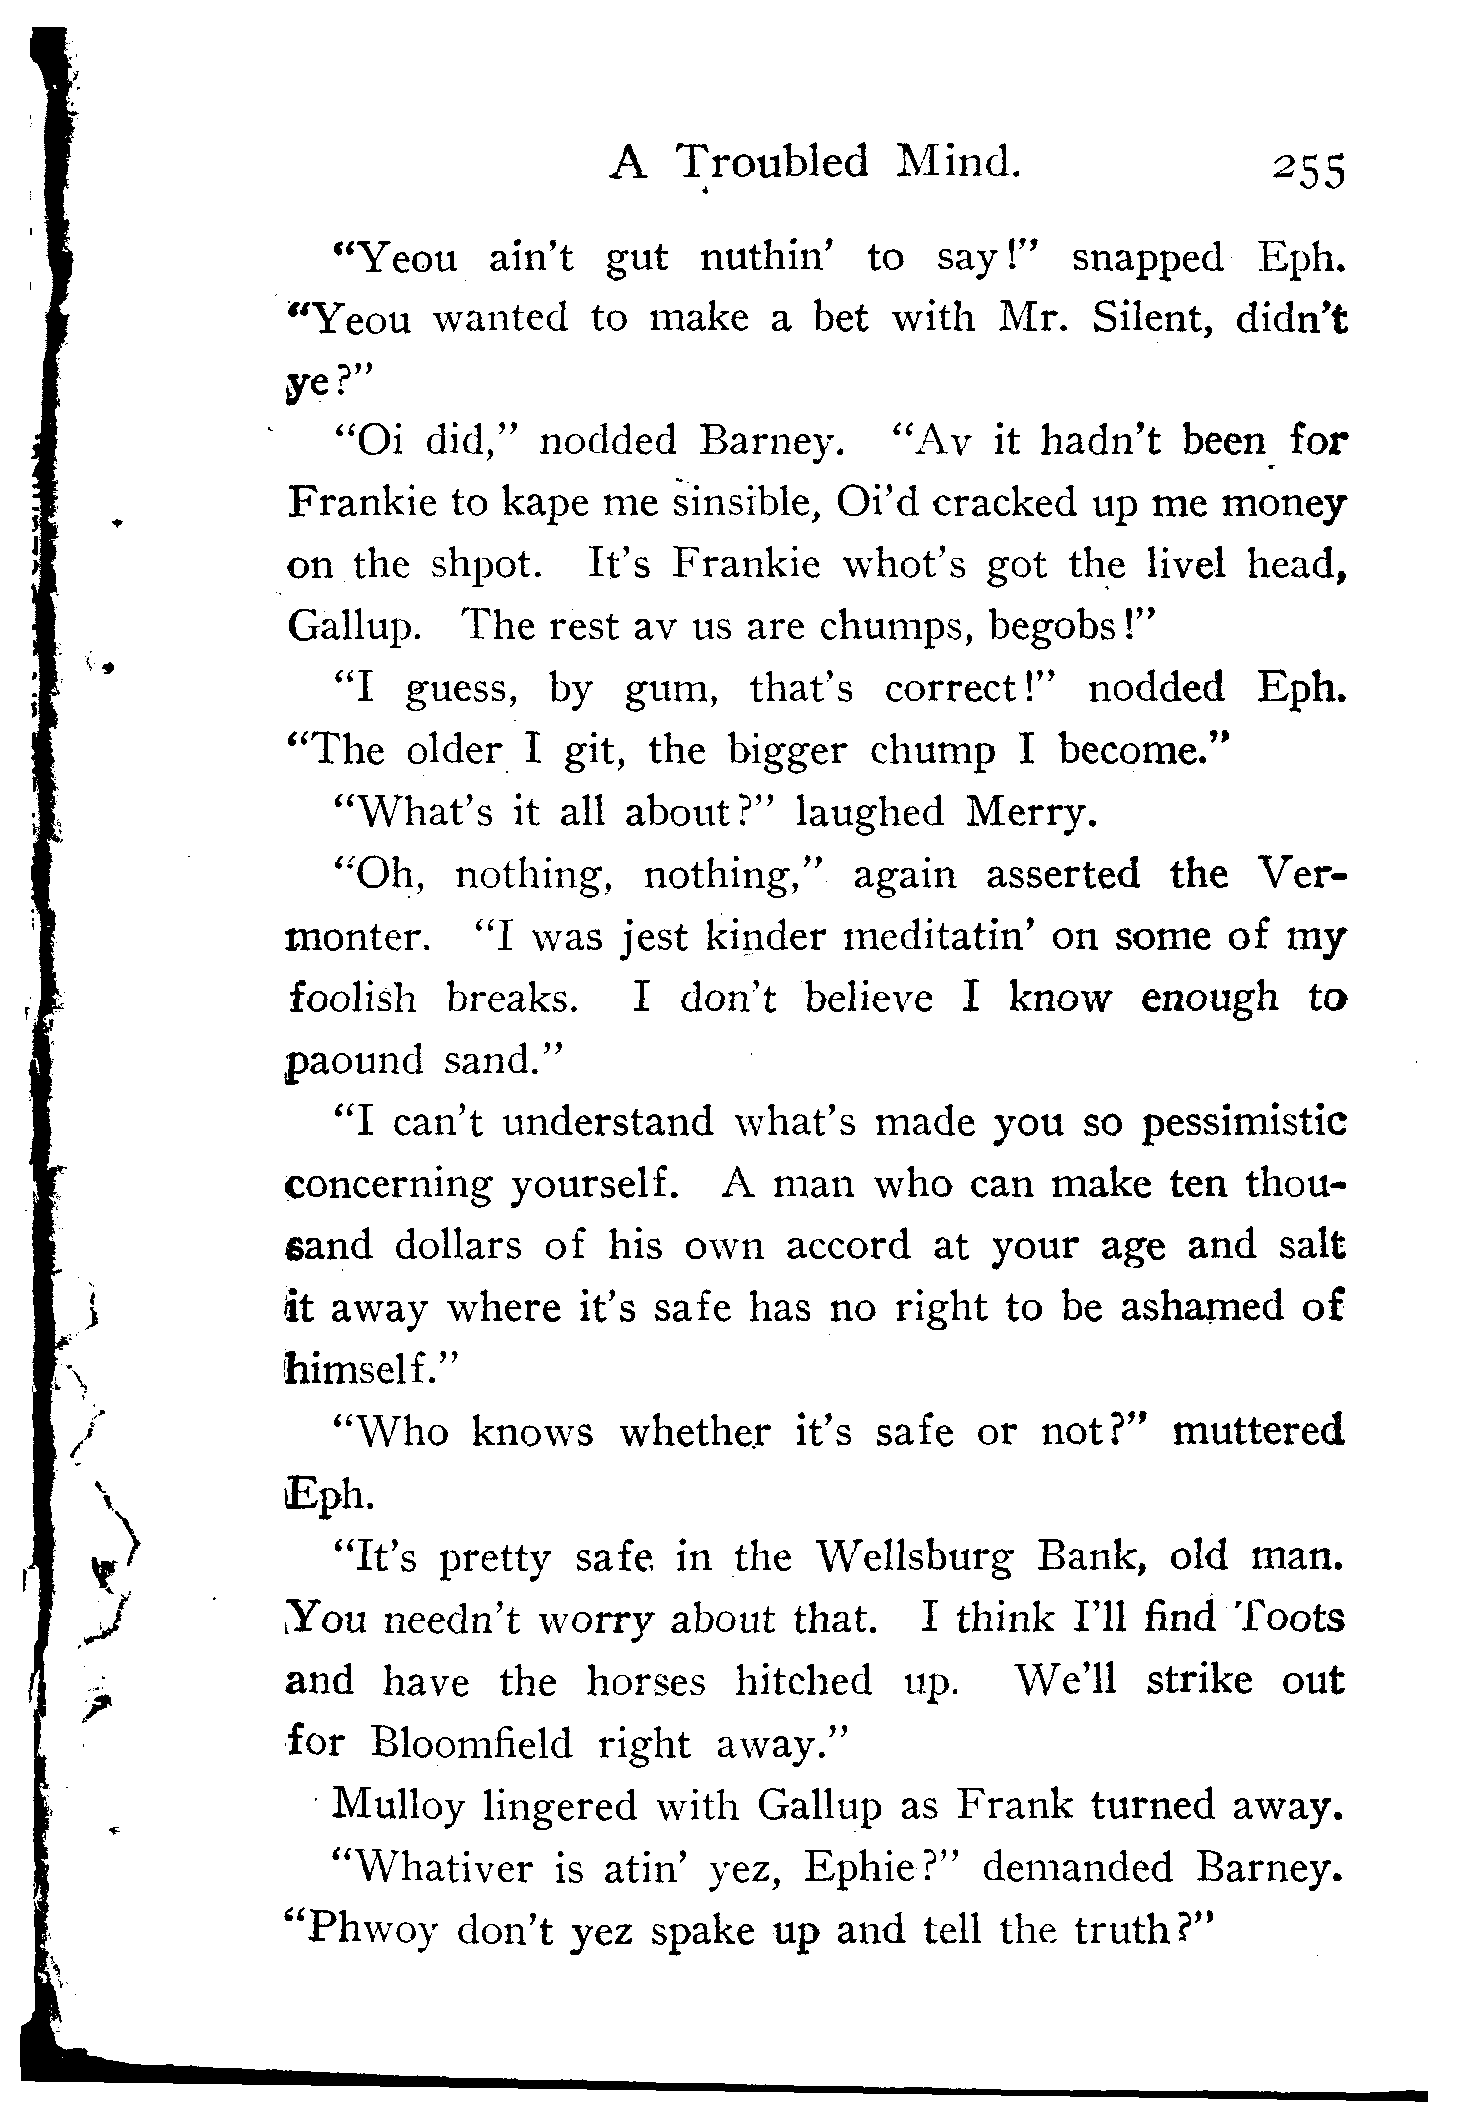 A Troubled Mind. 255
“Yeou ain't gut nuthin' to say!” snapped Eph.
“Yeou wanted to make a bet with Mr. Silent, didn't
ye?”
“Oi did,” nodded Barney. “Av it hadn't been for
Frankie to kape me sinsible, Oi'd cracked up me money
on the shpot. It's Frankie whot's got the livel head,
Gallup. The rest av us are chumps, begobs!”
“I guess, by gum, that's correct!” nodded Eph.
“The older I git, the bigger chump I become.”
“What's it all about?” laughed Merry.
“Oh, nothing, nothing,” again asserted the Ver-
monter. “I was jest kinder meditatin' on some of my
foolish breaks. I don't believe I know enough to
paound sand.”
“I can't understand what's made you so pessimistic
concerning yourself. A man who can make ten thou-
sand dollars of his own accord at your age and salt
it away where it's safe has no right to be ashamed of
himself.”
“Who knows whether it's safe or not?” muttered
Eph.
“It's pretty safe in the Wellsburg Bank, old man.
You needn't worry about that. I think I'll find Toots
and have the horses hitched up. We'll strike out
for Bloomfield right away.”
Mulloy lingered with Gallup as Frank turned away.
“Whativer is atin' yez, Ephie?” demanded Barney.
“Phwoy don't yez spake up and tell the truth?”